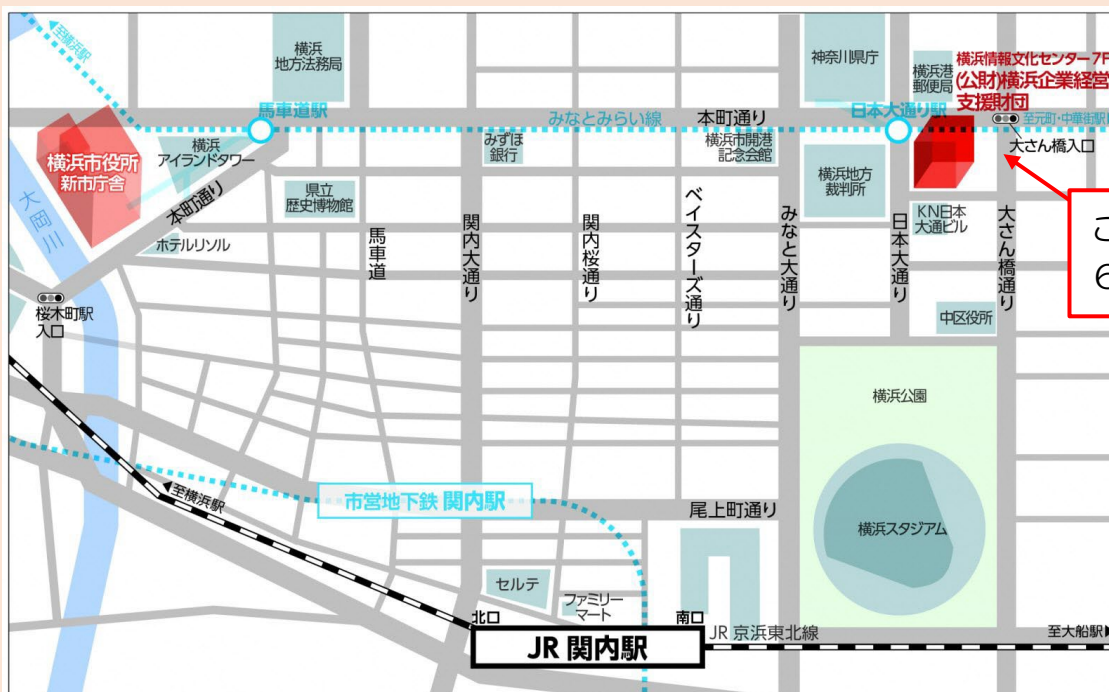 至横浜駅
横浜
地方法務局
神奈川県庁
横浜港
郵便局
横浜情報文化センター7F
(公財)横浜企業経営
支援財団
馬車道駅
みなとみらい線
本町通り
日本大通り駅
至元町・中華街駅
大さん橋入口
横浜市役所
新市庁舎
横浜
アイランドタワー
みずほ
銀行
横浜市開港
記念会館
横浜地方
裁判所
大岡川
本町通り
県立
歴史博物館
ホテルリソル
馬車道
関内大通り
関内桜通り
ベイスターズ通り
みなと大通り
日本大通り
KN日本
大通ビル
大さん橋通り
こ
6
桜木町駅
入口
中区役所
横浜公園
至横浜駅
市営地下鉄 関内駅
尾上町通り
横浜スタジアム
セルテ
ファミリー
マート
北口
南口
JR 関内駅
JR 京浜東北線
至大船駅